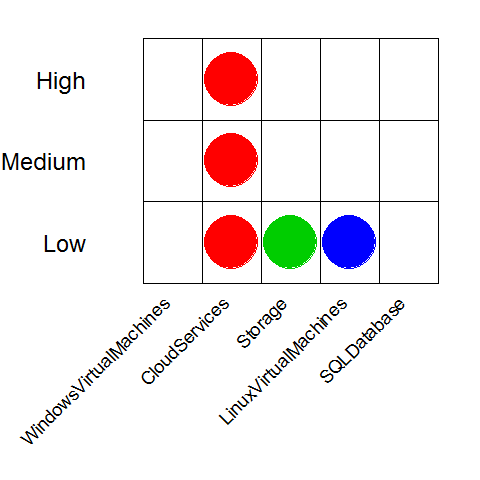 High
Medium
Low
WindowsVirtualMachines
CloudServices
Storage
LinuxVirtualMachines
SQLDatabase